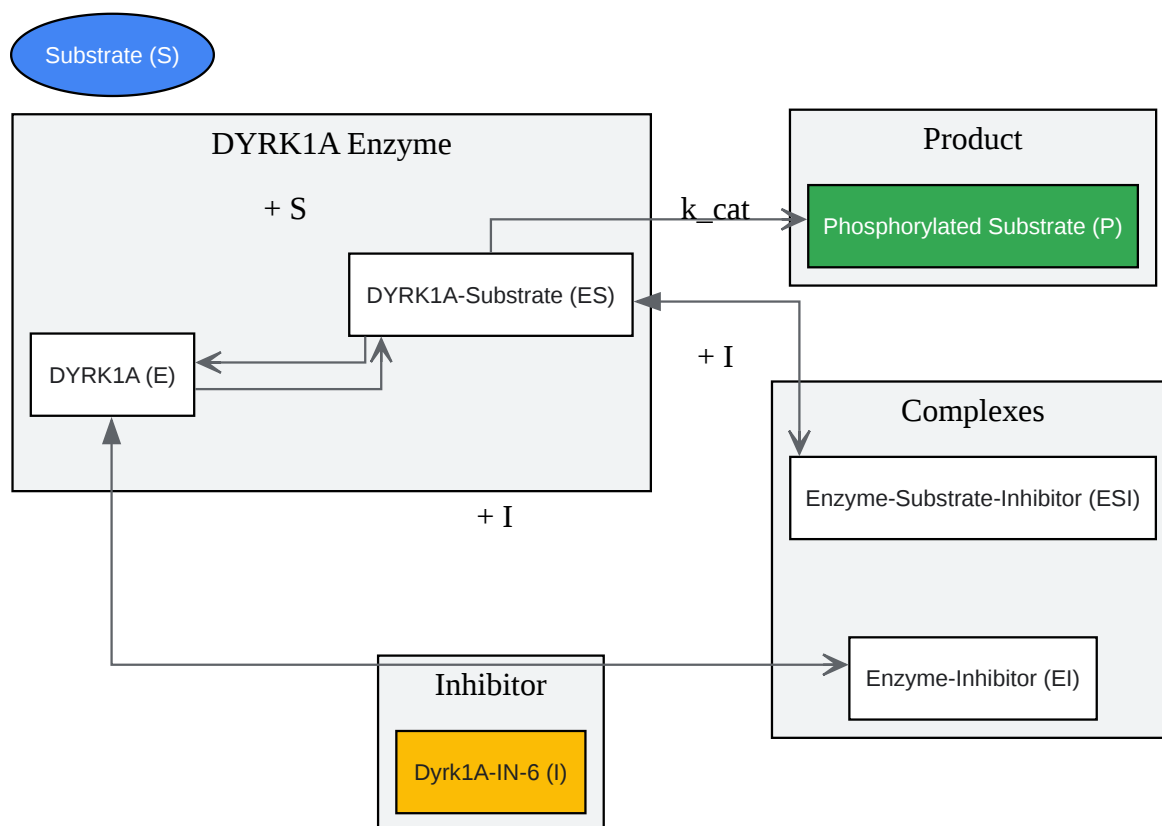 Substrate (S)
DYRK1A Enzyme
+ S
DYRK1A-Substrate (ES)
DYRK1A (E)
k_cat
Product
Phosphorylated Substrate (P)
+ I
Complexes
Enzyme-Substrate-Inhibitor (ESI)
+ I
Enzyme-Inhibitor (EI)
Inhibitor
Dyrk1A-IN-6 (I)